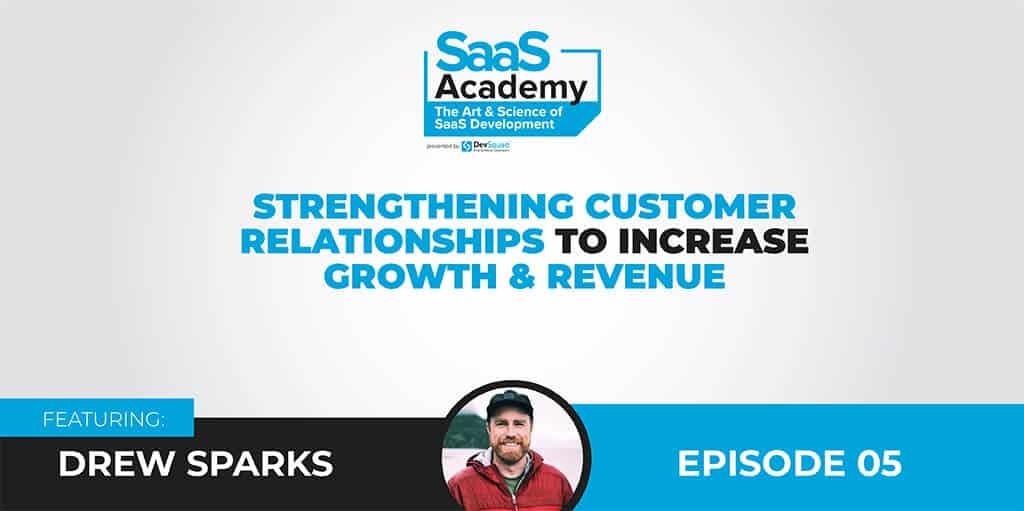 SaaS
Academy
The Art & Science of
SaaS Development
presented by DevSquad
STRENGTHENING CUSTOMER
RELATIONSHIPS TO INCREASE
GROWTH & REVENUE
FEATURING:
DREW SPARKS
EPISODE 05